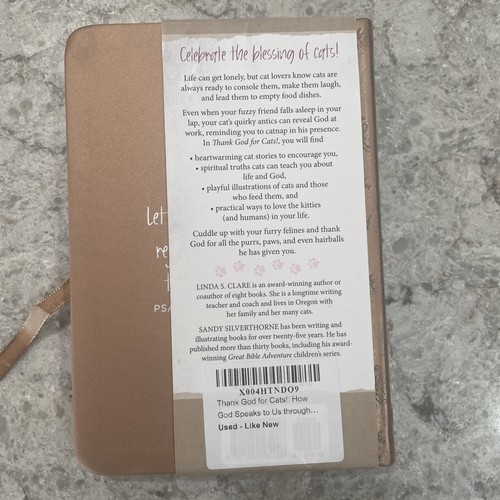 Celebrate the blessing of cats!
Life can get lonely, but cat lovers know cats are
always ready to console them, make them laugh,
and lead them to empty food dishes.
Even when your fuzzy friend falls asleep in your
lap, your cat's quirky antics can reveal God at
work, reminding you to catnap in his presence.
In Thank God for Cats!, you will find
• heartwarming cat stories to encourage you,
• spiritual truths cats can teach you about
life and God,
• playful illustrations of cats and those
who feed them, and
• practical ways to love the kitties
(and humans) in your life.
Cuddle up with your furry felines and thank
God for all the purrs, paws, and even hairballs
he has given you.
let
PSA
LINDA S. CLARE is an award-winning author or
coauthor of eight books. She is a longtime writing
teacher and coach and lives in Oregon with
her family and her many cats.
SANDY SILVERTHORNE has been writing and
illustrating books for over twenty-five years. He has
published more than thirty books, including his award-
winning Great Bible Adventure children's series.
X004HTNDQ9
Thank God for Cats!: How
God Speaks to Us through...
Used - Like New